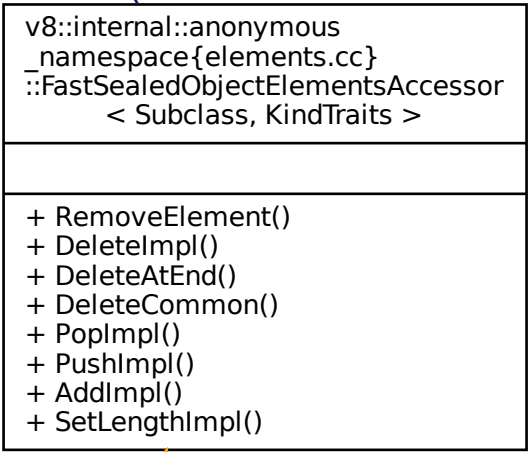 v8::internal::anonymous
_namespace{elements.cc}
::FastSealedObjectElementsAccessor
< Subclass, KindTraits >
+ RemoveElement()
+ DeleteImpl()
+ DeleteAtEnd()
+ DeleteCommon()
+ PopImpl()
+ PushImpl()
+ AddImpl()
+ SetLengthImpl()